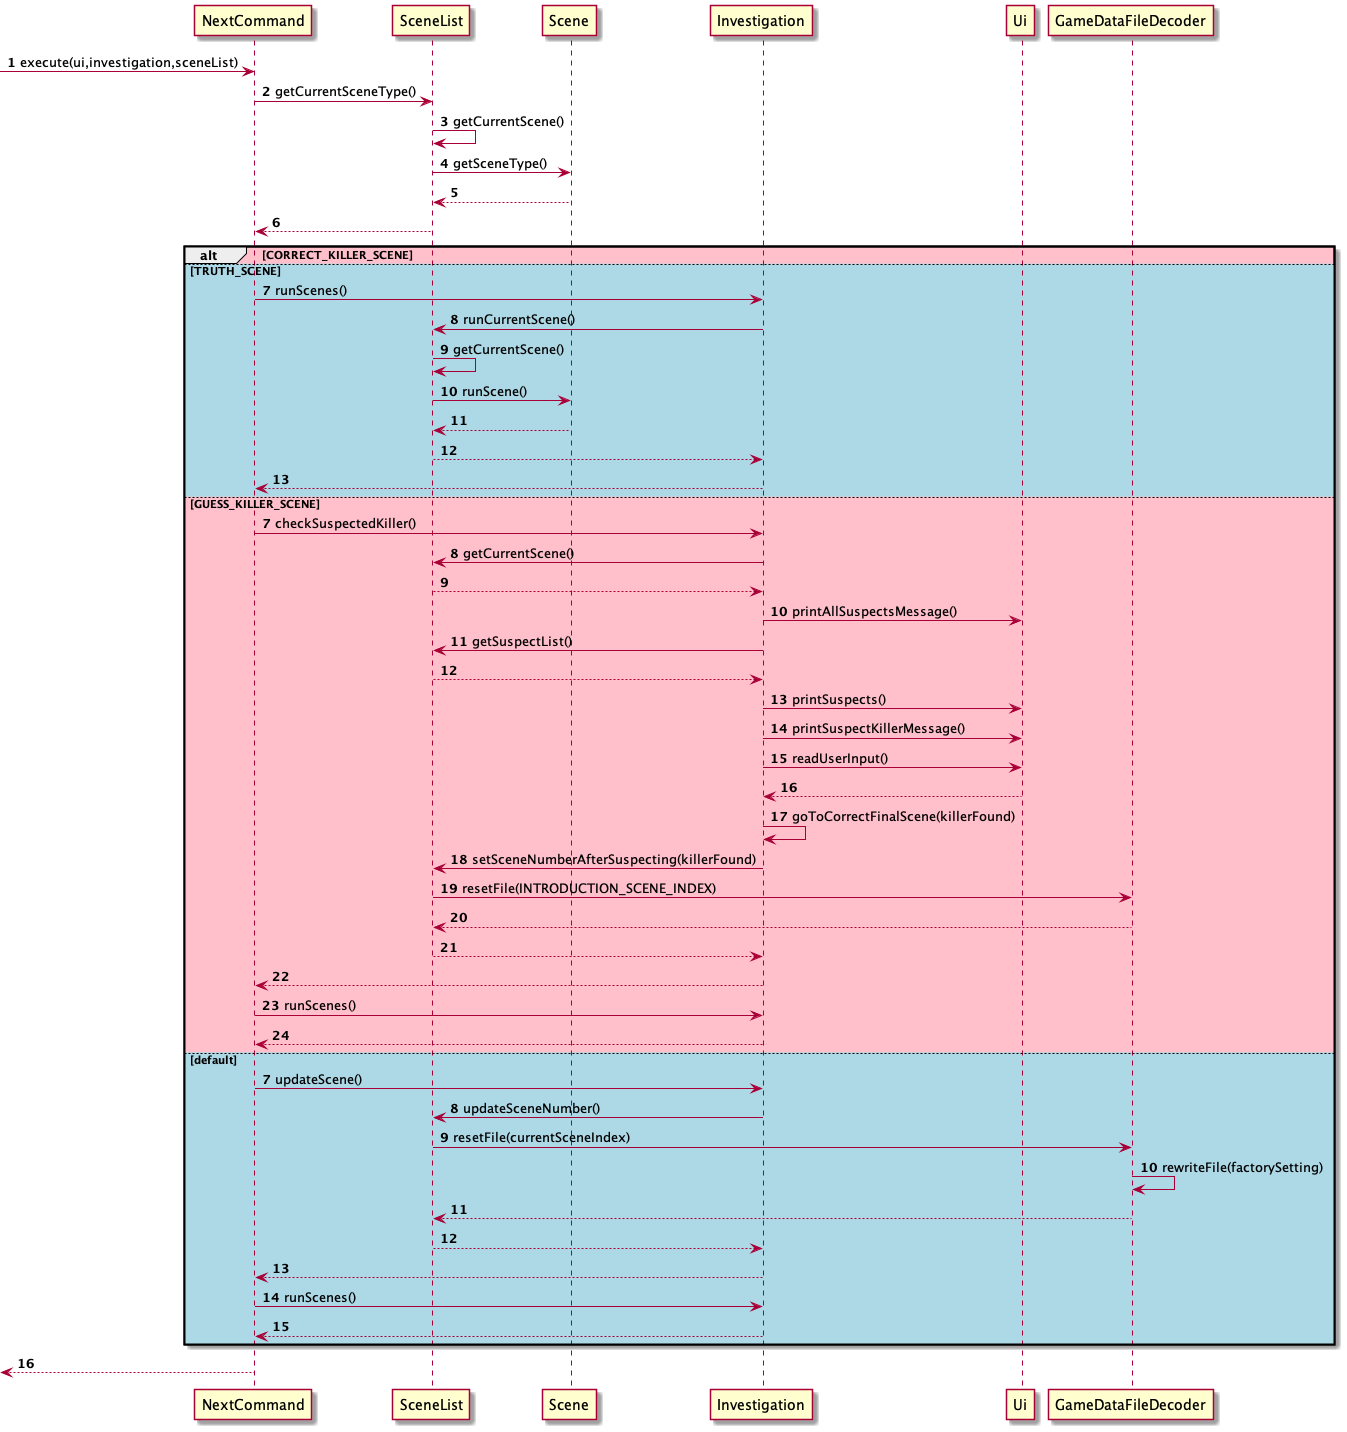 NextCommand SceneList Scene Investigation Ui GameDataFileDecoder
1 execute(ui,investigation,sceneList)
2 getCurrentSceneType()
3 getCurrentScene()
4 getSceneType()
5
6
alt [CORRECT_KILLER_SCENE]
[TRUTH_SCENE]
7 runScenes()
8 runCurrentScene()
9 getCurrentScene()
10 runScene()
11
12
13
[GUESS_KILLER_SCENE]
7 checkSuspectedKiller()
8 getCurrentScene()
9
10 printAllSuspectsMessage()
11 getSuspectList()
12
13 printSuspects()
14 printSuspectKillerMessage()
15 readUserInput()
16
17 goToCorrectFinalScene(killerFound)
18 setSceneNumberAfterSuspecting(killerFound)
19 resetFile(INTRODUCTION_SCENE_INDEX)
20
21
22
23 runScenes()
24
[default]
7 updateScene()
8 updateSceneNumber()
9 resetFile(currentSceneIndex)
10 rewriteFile(factorySetting)
11
12
13
14 runScenes()
15
16
NextCommand SceneList Scene Investigation Ui GameDataFileDecoder